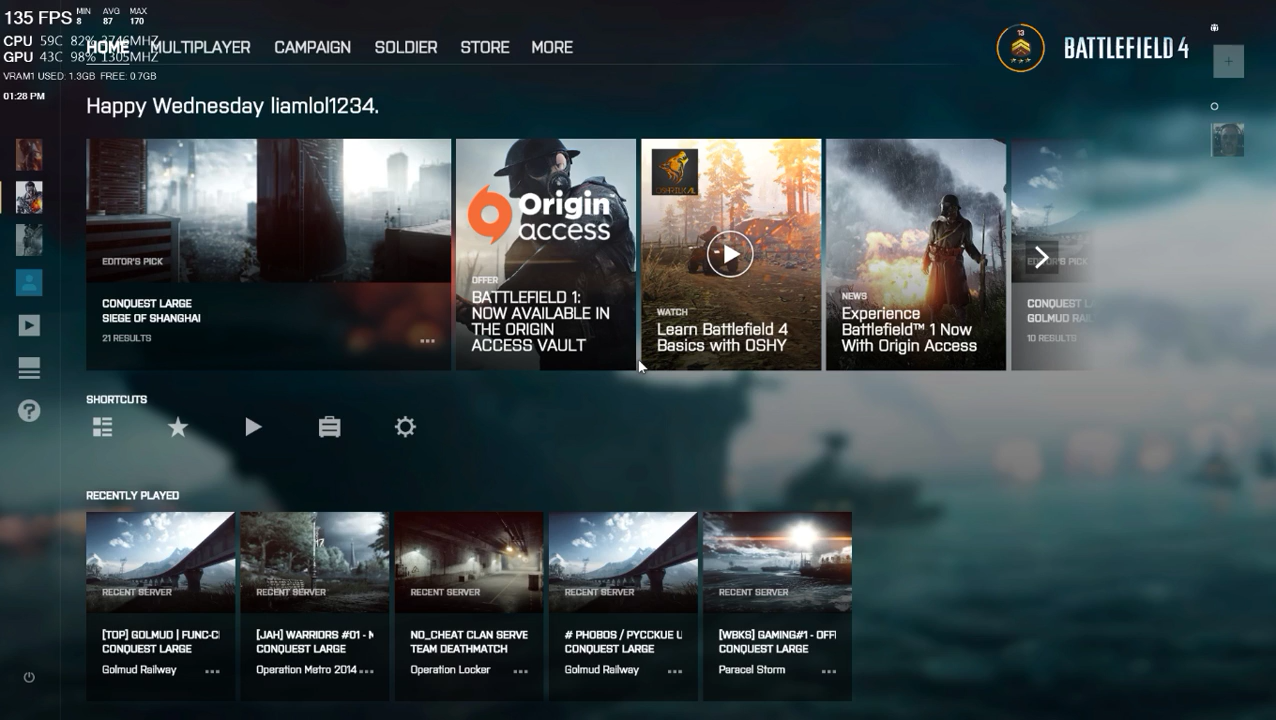 135 FPS MIN AVG MAX
8 87 170
CPU 59C 82% 3746MHZ
GPU 43C 98% 1305MHZ
VRAM1 USED: 1.3GB FREE: 0.7GB
01:28 PM
HOME MULTIPLAYER CAMPAIGN SOLDIER STORE MORE
13
BATTLEFIELD 4
Happy Wednesday liamlol1234.
EDITOR'S PICK
CONQUEST LARGE
SIEGE OF SHANGHAI
21 RESULTS
Origin
access
OFFER
BATTLEFIELD 1:
NOW AVAILABLE IN
THE ORIGIN
ACCESS VAULT
WATCH
Learn Battlefield 4
Basics with OSHY
NEWS
Experience
Battlefield™ 1 Now
With Origin Access
EDITOR'S PICK
CONQUEST L
GOLMUD RAIL
10 RESULTS
SHORTCUTS
RECENTLY PLAYED
RECENT SERVER
[TOP] GOLMUD | FUNC-C
CONQUEST LARGE
Golmud Railway
RECENT SERVER
[JAH] WARRIORS #01 -
CONQUEST LARGE
Operation Metro 2014
RECENT SERVER
NO_CHEAT CLAN SERVE
TEAM DEATHMATCH
Operation Locker
RECENT SERVER
# PHOBOS / РУССКИЕ
CONQUEST LARGE
Golmud Railway
RECENT SERVER
[WBKS] GAMING#1 - OFF
CONQUEST LARGE
Paracel Storm